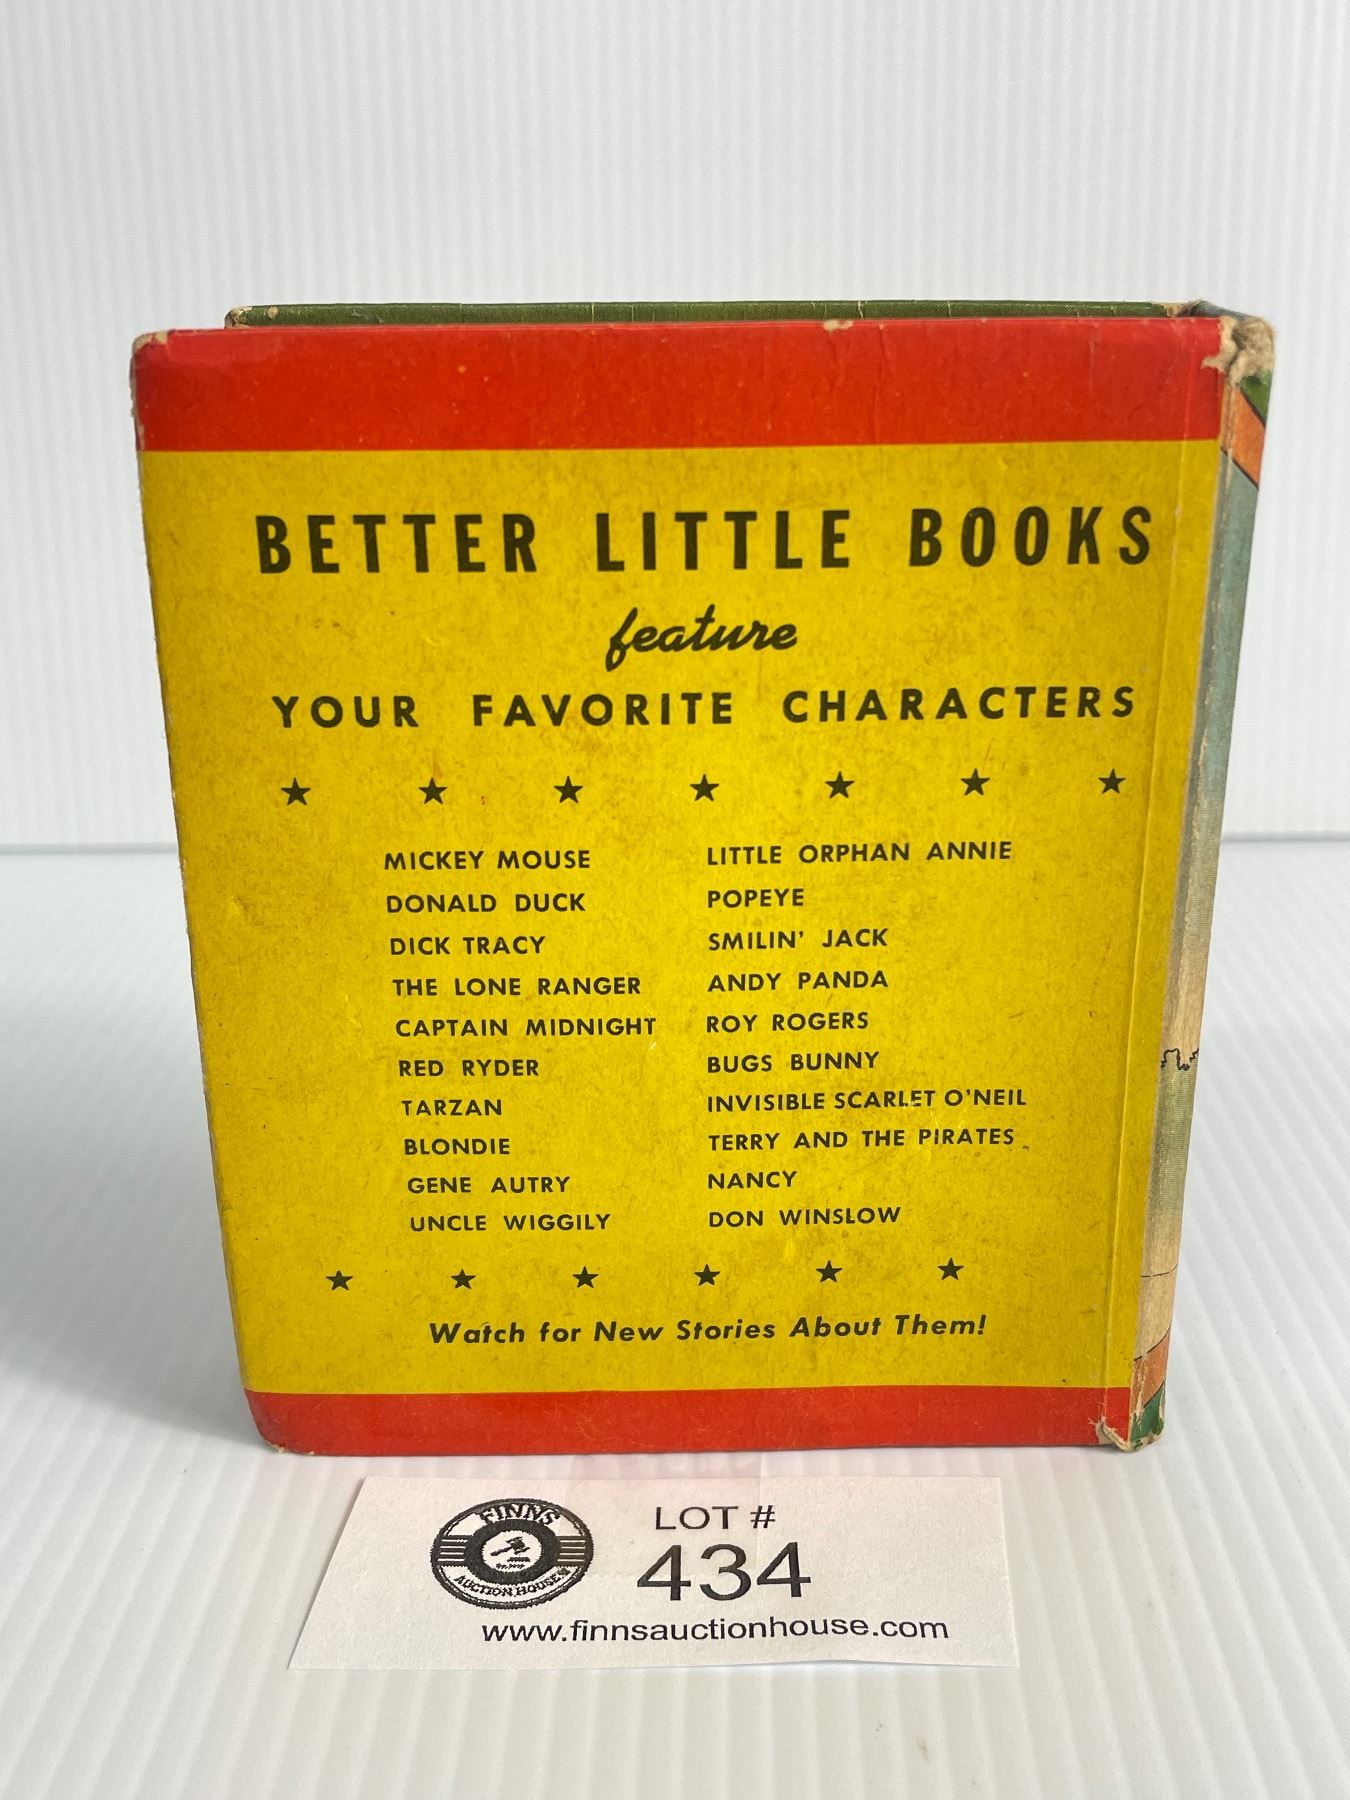 BETTER LITTLE BOOKS
feature
YOUR FAVORITE CHARACTERS
MICKEY MOUSE
DONALD DUCK
DICK TRACY
THE LONE RANGER
CAPTAIN MIDNIGHT
RED RYDER
TARZAN
BLONDIE
GENE AUTRY
UNCLE WIGGILY
LITTLE ORPHAN ANNIE
POPEYE
SMILIN' JACK
ANDY PANDA
ROY ROGERS
BUGS BUNNY
INVISIBLE SCARLET O'NEIL
TERRY AND THE PIRATES
NANCY
DON WINSLOW
Watch for New Stories About Them!
FINNS
AUCTION HOUSE
LOT #
434
www.finnsauctionhouse.com